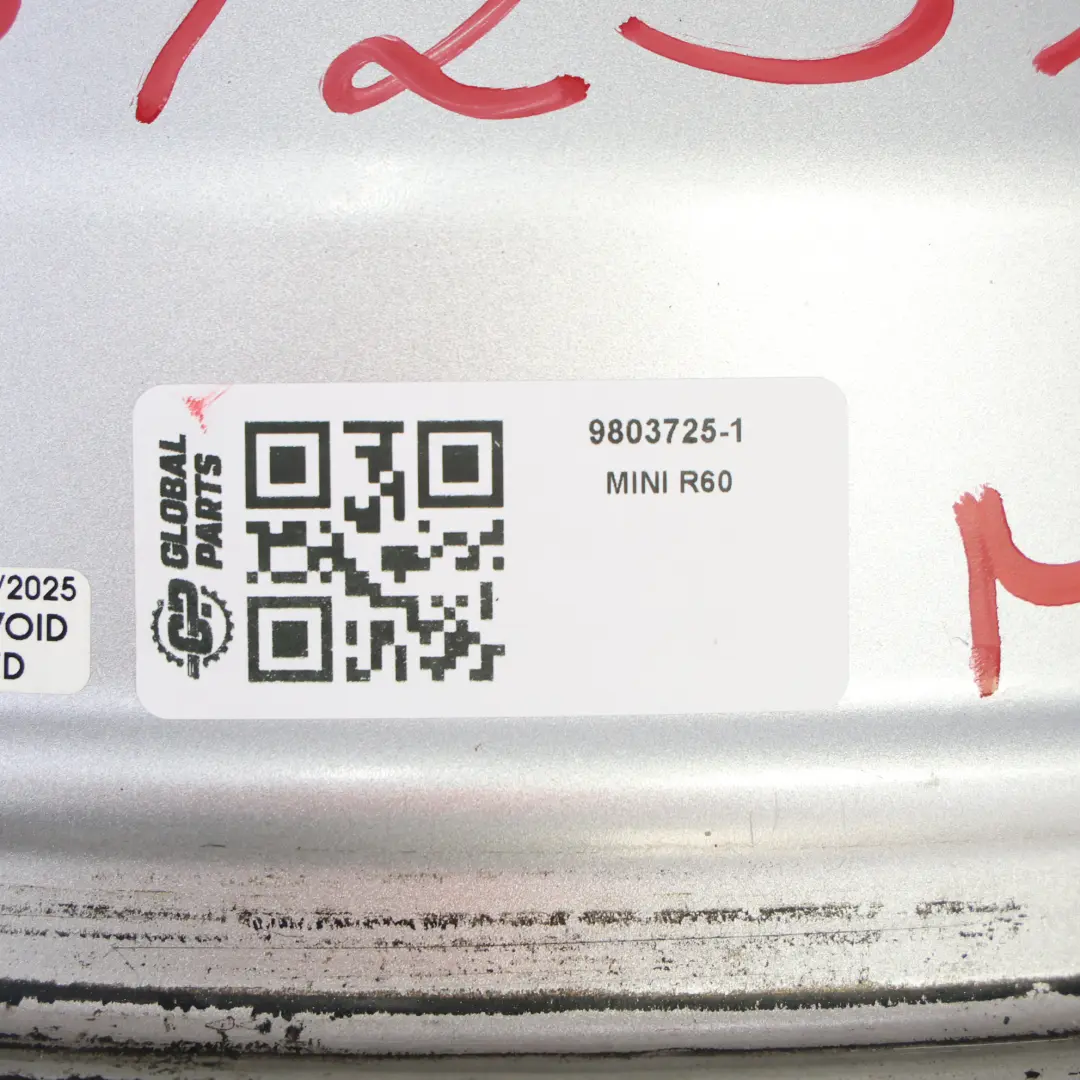 9803725-1
MINI R60
GLOBAL
PARTS
/2025
VOID